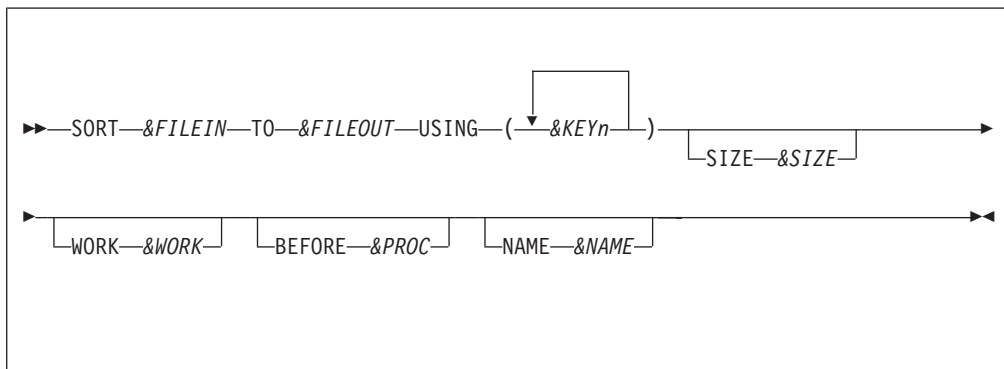 SORT &FILEIN TO &FILEOUT USING ( &KEYn )
SIZE &SIZE
WORK &WORK BEFORE &PROC NAME &NAME